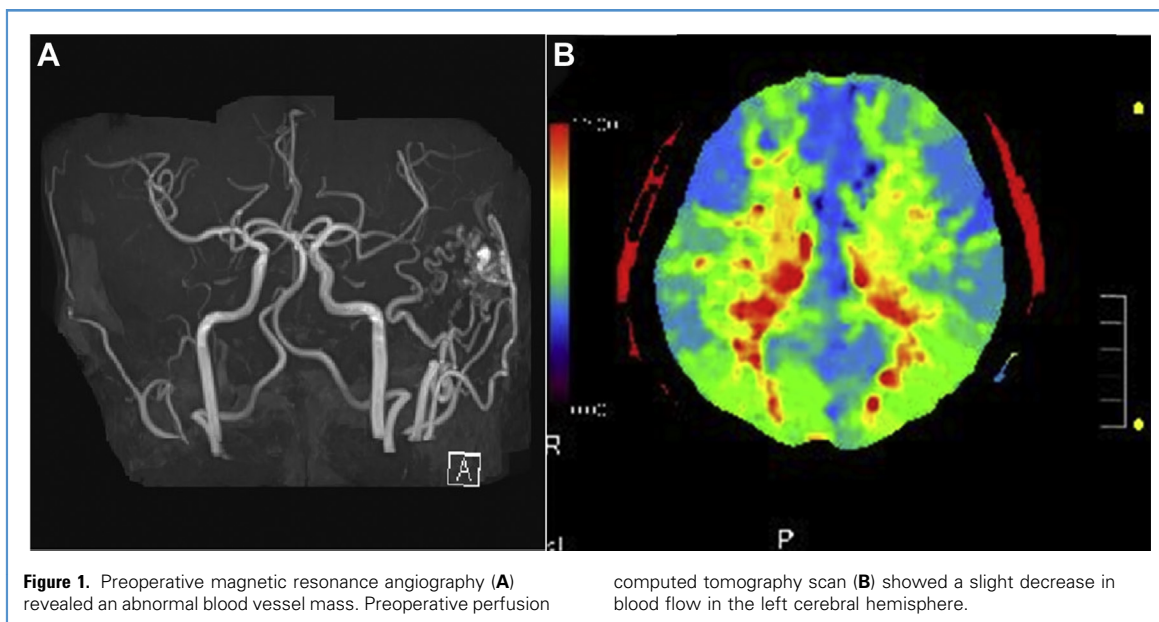 A
B
A
R
P
Figure 1. Preoperative magnetic resonance angiography (A)
revealed an abnormal blood vessel mass. Preoperative perfusion
computed tomography scan (B) showed a slight decrease in
blood flow in the left cerebral hemisphere.